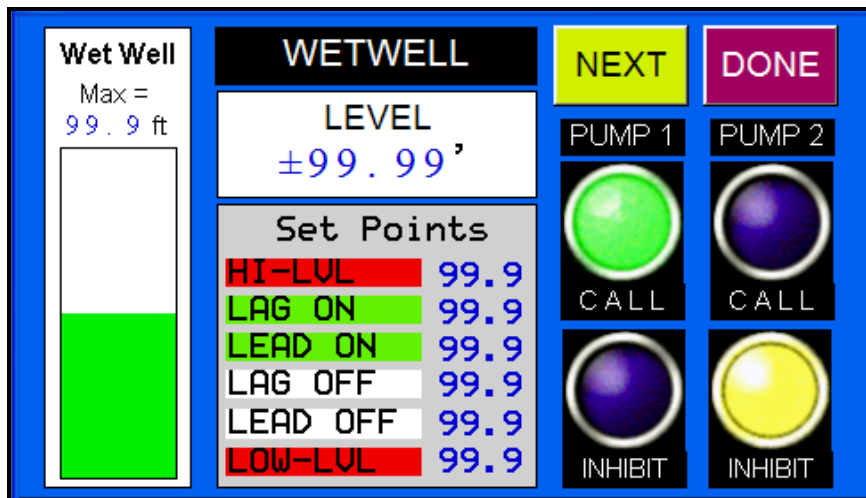 Wet Well
Max =
99.9 ft
WETWELL
LEVEL
±99.99’
Set Points
HI-LVL 99.9
LAG ON 99.9
LEAD ON 99.9
LAG OFF 99.9
LEAD OFF 99.9
LOW-LVL 99.9
NEXT
DONE
PUMP 1
PUMP 2
CALL
CALL
INHIBIT
INHIBIT